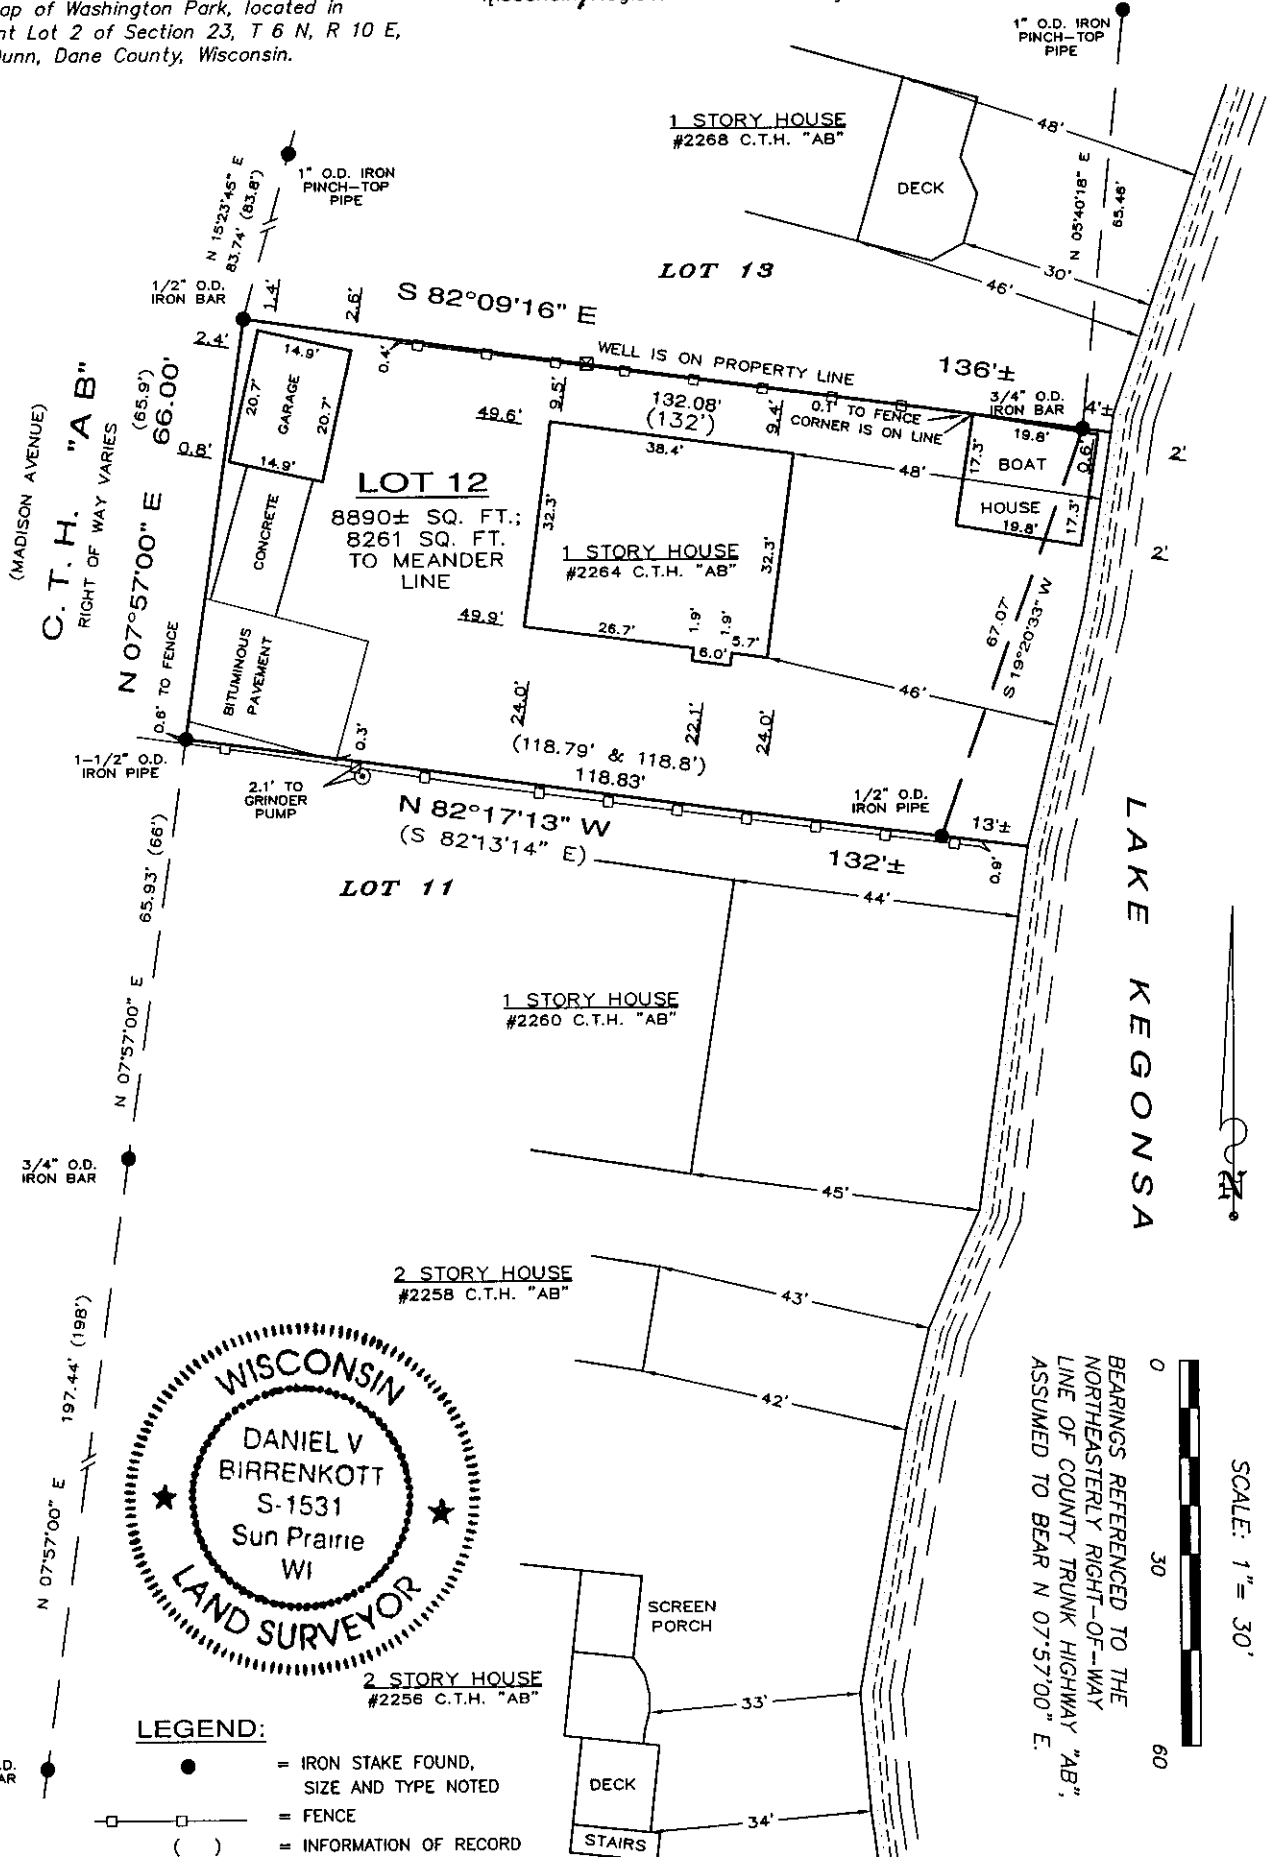 ap of Washington Park, located in
nt Lot 2 of Section 23, T 6 N, R 10 E,
Dunn, Dane County, Wisconsin.
1" O.D. IRON
PINCH-TOP
PIPE
1 STORY HOUSE
#2268 C.T.H. "AB"
DECK
48'
N 05°40'18" E
65.46'
30'
46'
LOT 13
1" O.D. IRON
PINCH-TOP
PIPE
N 15°23'45" E
83.74' (83.8')
1/2" O.D.
IRON BAR
1.4'
2.6'
S 82°09'16" E
2.4'
14.9'
0.4'
WELL IS ON PROPERTY LINE
136'±
20.7'
GARAGE
20.7'
14.9'
0.8'
49.6'
9.5'
132.08'
(132')
9.4'
0.1' TO FENCE
CORNER IS ON LINE
3/4" O.D.
IRON BAR
4'±
19.8'
17.3'
BOAT
HOUSE
0.6'
17.3'
19.8'
2'
2'
(MADISON AVENUE)
C. T. H. "A B"
RIGHT OF WAY VARIES
N 07°57'00" E
(65.9')
66.00'
LOT 12
8890± SQ. FT.;
8261 SQ. FT.
TO MEANDER
LINE
38.4'
32.3'
1 STORY HOUSE
#2264 C.T.H. "AB"
32.3'
48'
CONCRETE
49.9'
26.7'
1.9'
1.9'
6.0'
5.7'
46'
67.07'
S 19°20'33" W
BITUMINOUS
PAVEMENT
0.6' TO FENCE
24.0'
22.1'
24.0'
0.3'
(118.79' & 118.8')
118.83'
1-1/2" O.D.
IRON PIPE
2.1' TO
GRINDER
PUMP
N 82°17'13" W
(S 82°13'14" E)
1/2" O.D.
IRON PIPE
13'±
132'±
0.9'
LOT 11
44'
LAKE KEGONSA
65.93' (66')
N 07°57'00" E
1 STORY HOUSE
#2260 C.T.H. "AB"
3/4" O.D.
IRON BAR
45'
2 STORY HOUSE
#2258 C.T.H. "AB"
43'
42'
197.44' (198')
N 07°57'00" E
WISCONSIN
DANIEL V
BIRRENKOTT
S-1531
Sun Prairie
WI
LAND SURVEYOR
SCALE: 1"= 30'
0 30 60
BEARINGS REFERENCED TO THE
NORTHEASTERLY RIGHT-OF-WAY
LINE OF COUNTY TRUNK HIGHWAY "AB",
ASSUMED TO BEAR N 07°57'00" E.
SCREEN
PORCH
2 STORY HOUSE
#2256 C.T.H. "AB"
33'
DECK
34'
STAIRS
LEGEND:
= IRON STAKE FOUND,
SIZE AND TYPE NOTED
= FENCE
( ) = INFORMATION OF RECORD